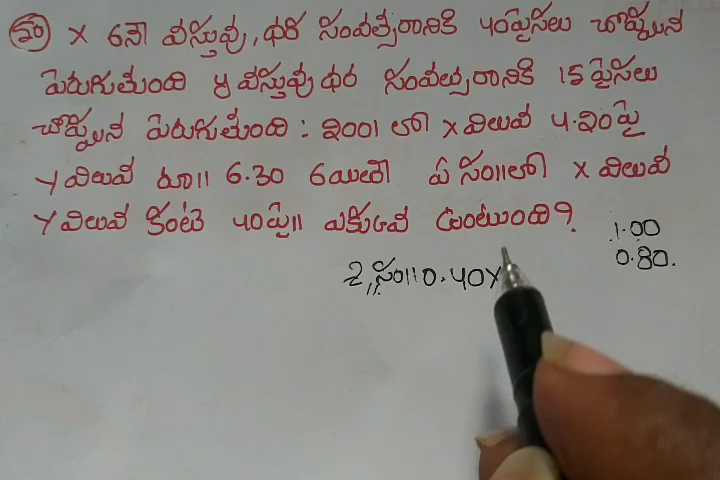 X అనే వస్తువు, ధర సంవత్సరానికి 40పైసలు చొప్పున
పెరుగుతుంది y వస్తువు ధర సంవత్సరానికి 15 పైసలు
చొప్పున పెరుగుతుంది : 2001 లో x విలువ 4.20పై
Y విలువ రూ॥ 6.30 అయితే ఏ సం॥లో x విలువ
Y విలువ కంటే 40పై॥ ఎక్కువ ఉంటుంది?
1.00
0.80.
2 సం॥ 0.40x